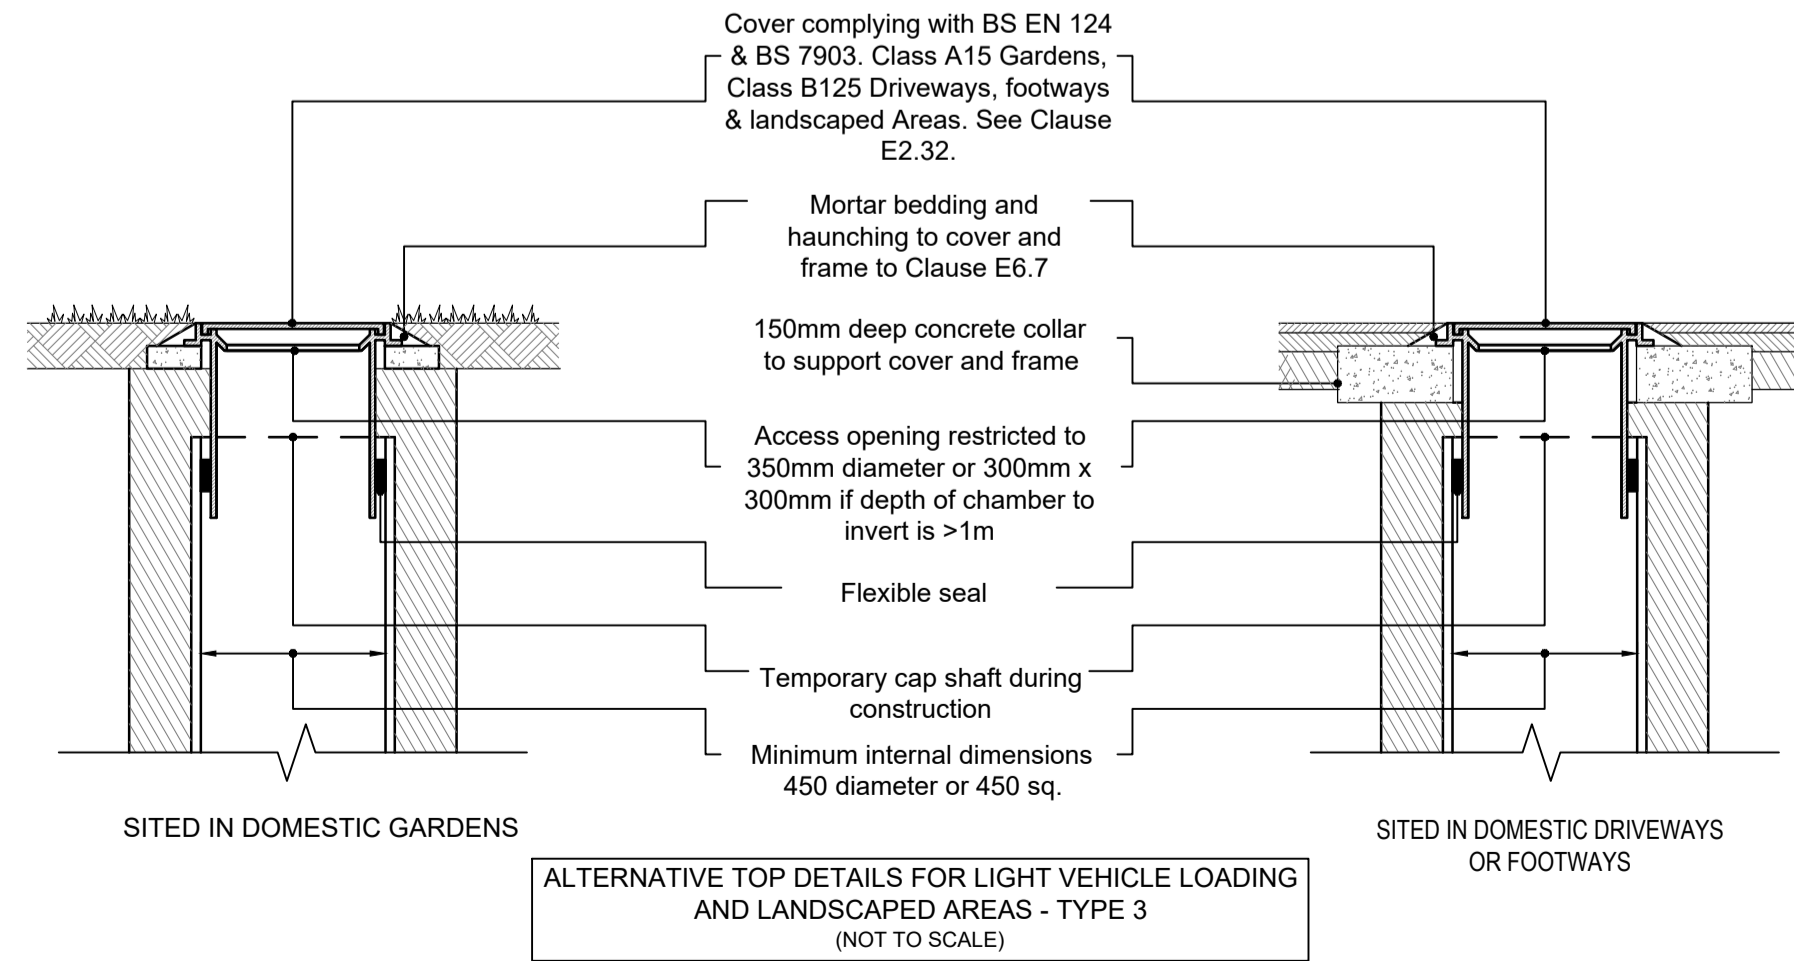 Cover complying with BS EN 124
& BS 7903. Class A15 Gardens,
Class B125 Driveways, footways
& landscaped Areas. See Clause
E2.32.
Mortar bedding and
haunching to cover and
frame to Clause E6.7
150mm deep concrete collar
to support cover and frame
Access opening restricted to
350mm diameter or 300mm x
300mm if depth of chamber to
invert is >1m
Flexible seal
Temporary cap shaft during
construction
Minimum internal dimensions
450 diameter or 450 sq.
SITED IN DOMESTIC GARDENS
SITED IN DOMESTIC DRIVEWAYS
OR FOOTWAYS
ALTERNATIVE TOP DETAILS FOR LIGHT VEHICLE LOADING
AND LANDSCAPED AREAS - TYPE 3
(NOT TO SCALE)